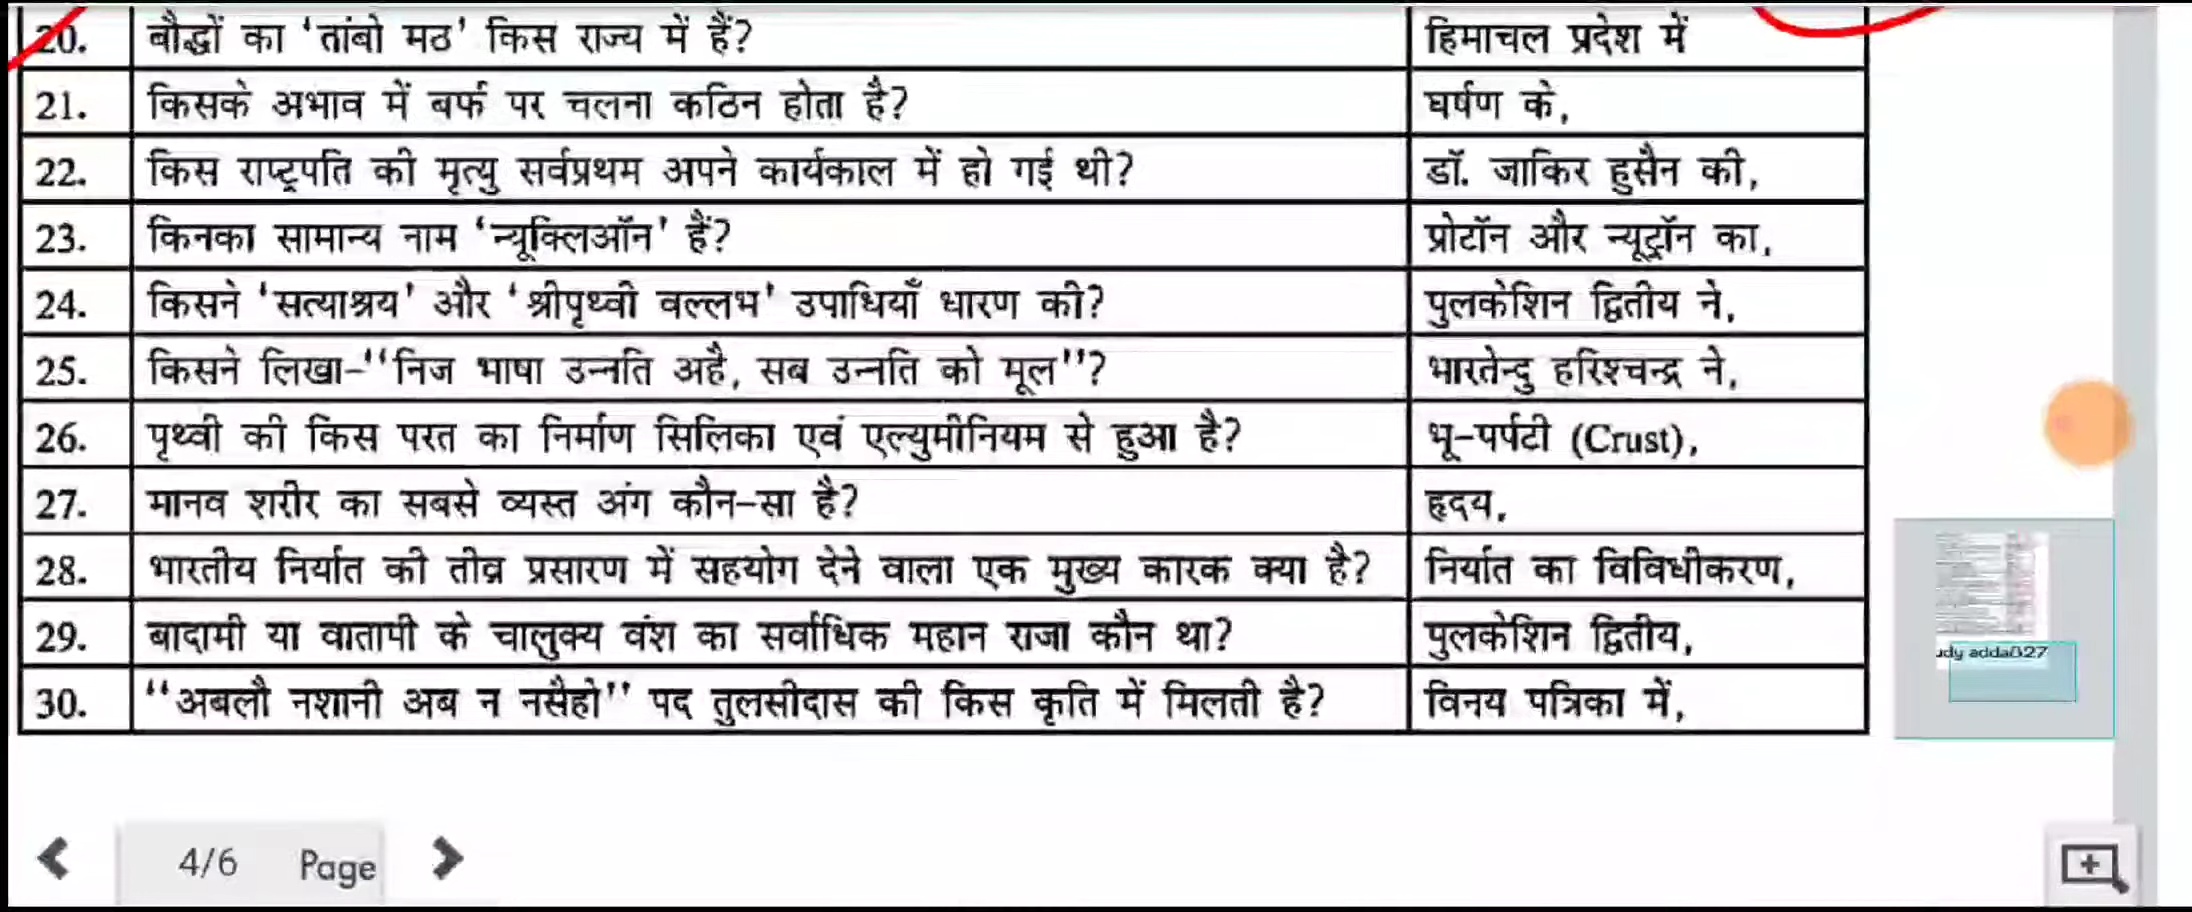 20. बौद्धों का 'तांबो मठ' किस राज्य में हैं? हिमाचल प्रदेश में
21. किसके अभाव में बर्फ पर चलना कठिन होता है? घर्षण के,
22. किस राष्ट्रपति की मृत्यु सर्वप्रथम अपने कार्यकाल में हो गई थी? डॉ. जाकिर हुसैन की,
23. किनका सामान्य नाम 'न्यूक्लिऑन' हैं? प्रोटॉन और न्यूट्रॉन का,
24. किसने 'सत्याश्रय' और 'श्रीपृथ्वी वल्लभ' उपाधियाँ धारण की? पुलकेशिन द्वितीय ने,
25. किसने लिखा-"निज भाषा उन्नति अहै, सब उन्नति को मूल"? भारतेन्दु हरिश्चन्द्र ने,
26. पृथ्वी की किस परत का निर्माण सिलिका एवं एल्युमीनियम से हुआ है? भू-पर्पटी (Crust),
27. मानव शरीर का सबसे व्यस्त अंग कौन-सा है? हृदय,
28. भारतीय निर्यात की तीव्र प्रसारण में सहयोग देने वाला एक मुख्य कारक क्या है? निर्यात का विविधीकरण,
29. बादामी या वातापी के चालुक्य वंश का सर्वाधिक महान राजा कौन था? पुलकेशिन द्वितीय,
30. "अबलौ नशानी अब न नसैहो" पद तुलसीदास की किस कृति में मिलती है? विनय पत्रिका में,
udy adda027
4/6 Page